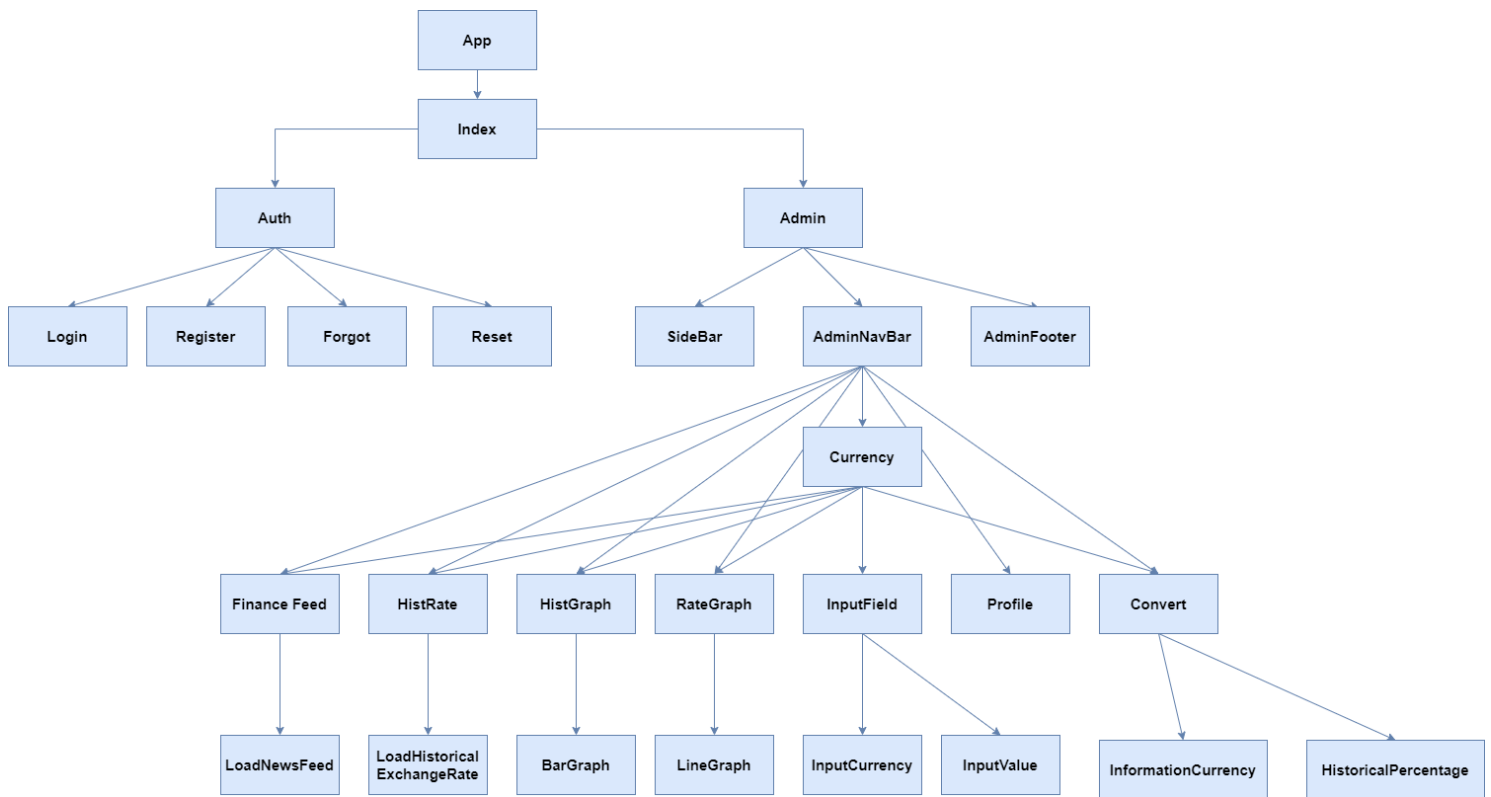 App
Index
Auth
Admin
Login
Register
Forgot
Reset
SideBar
AdminNavBar
AdminFooter
Currency
Finance Feed
HistRate
HistGraph
RateGraph
InputField
Profile
Convert
LoadNewsFeed
LoadHistorical
ExchangeRate
BarGraph
LineGraph
InputCurrency
InputValue
InformationCurrency
HistoricalPercentage